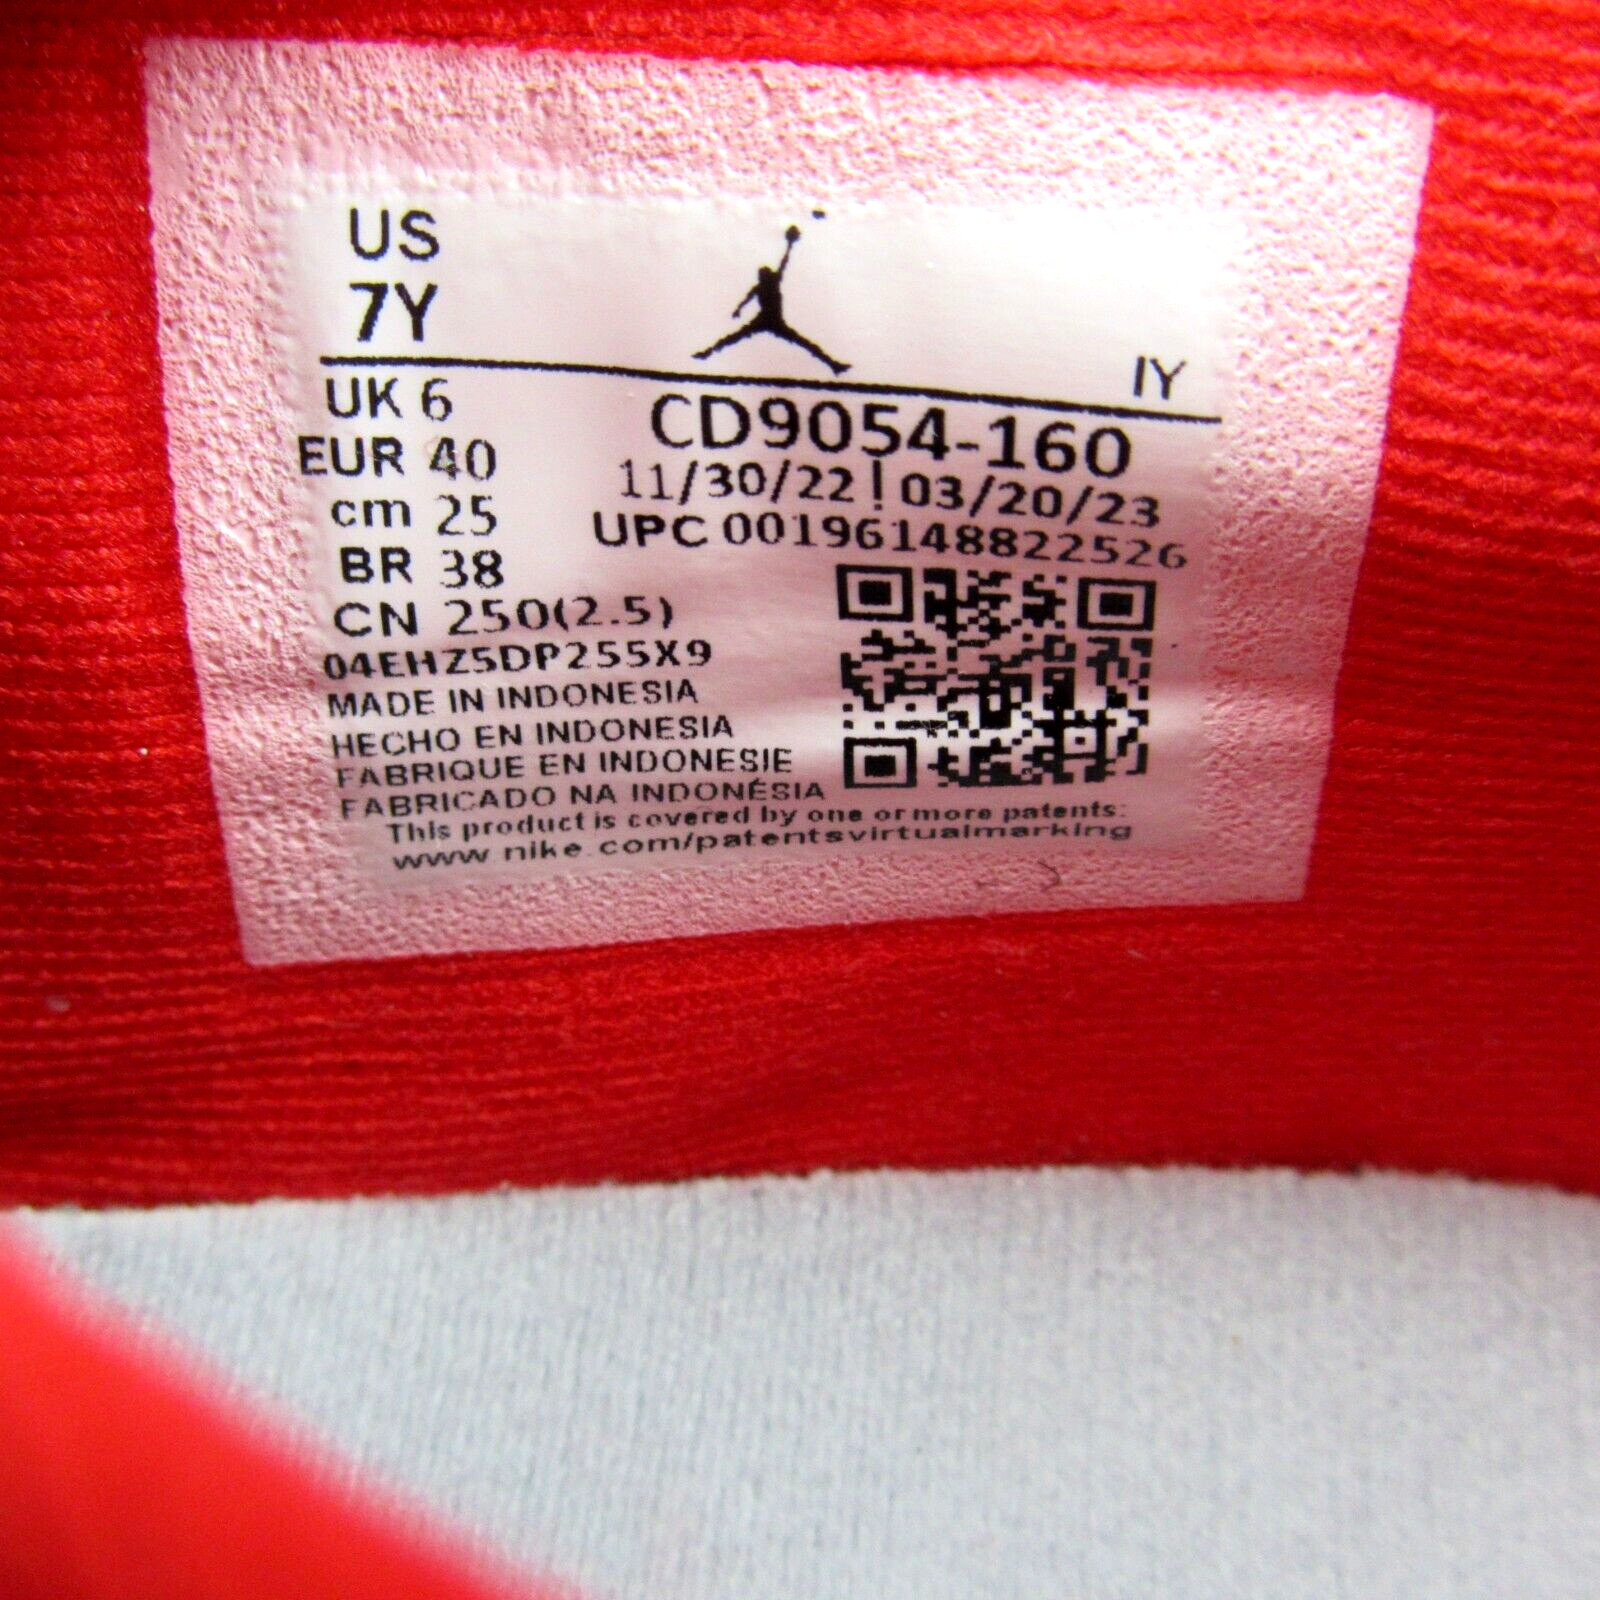 US
7Y
IY
UK 6
EUR 40
cm 25
BR 38
CN 250(2.5)
CD9054-160
11/30/22 | 03/20/23
UPC 00196148822526
04EHZ5DP255X9
MADE IN INDONESIA
HECHO EN INDONESIA
FABRIQUE EN INDONESIE
FABRICADO NA INDONÉSIA
This product is covered by one or more patents:
www.nike.com/patentsvirtualmarking